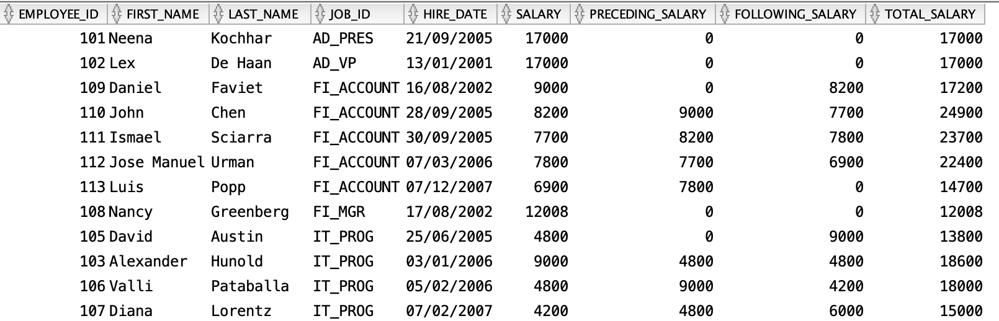 EMPLOYEE_ID FIRST_NAME LAST_NAME JOB_ID HIRE_DATE SALARY PRECEDING_SALARY FOLLOWING_SALARY TOTAL_SALARY
101 Neena Kochhar AD_PRES 21/09/2005 17000 0 0 17000
102 Lex De Haan AD_VP 13/01/2001 17000 0 0 17000
109 Daniel Faviet FI_ACCOUNT 16/08/2002 9000 0 8200 17200
110 John Chen FI_ACCOUNT 28/09/2005 8200 9000 7700 24900
111 Ismael Sciarra FI_ACCOUNT 30/09/2005 7700 8200 7800 23700
112 Jose Manuel Urman FI_ACCOUNT 07/03/2006 7800 7700 6900 22400
113 Luis Popp FI_ACCOUNT 07/12/2007 6900 7800 0 14700
108 Nancy Greenberg FI_MGR 17/08/2002 12008 0 0 12008
105 David Austin IT_PROG 25/06/2005 4800 0 9000 13800
103 Alexander Hunold IT_PROG 03/01/2006 9000 4800 4800 18600
106 Valli Pataballa IT_PROG 05/02/2006 4800 9000 4200 18000
107 Diana Lorentz IT_PROG 07/02/2007 4200 4800 6000 15000